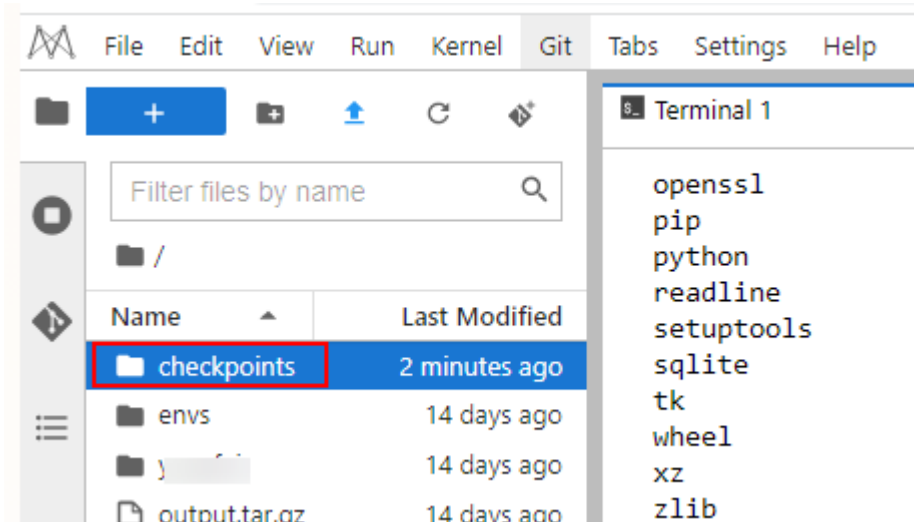 File Edit View Run Kernel Git Tabs Settings Help
Terminal 1
Filter files by name
/
Name Last Modified
checkpoints 2 minutes ago
envs 14 days ago
14 days ago
output.tar.gz 14 days ago
openssl
pip
python
readline
setuptools
sqlite
tk
wheel
xz
zlib